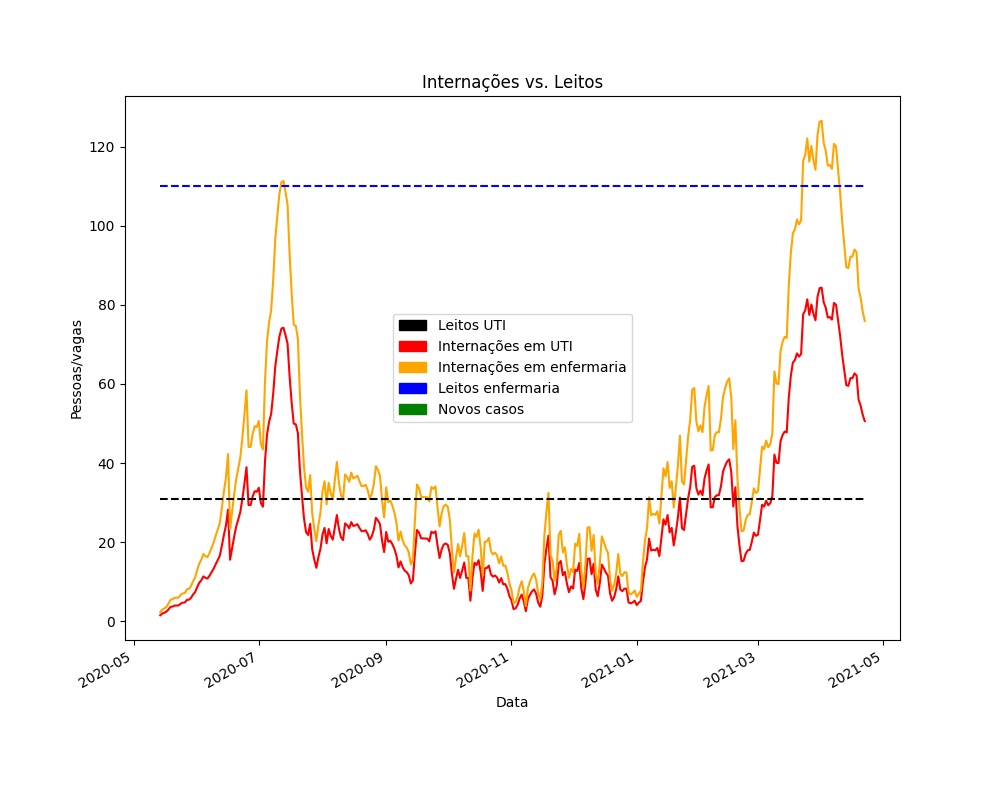 Internações vs. Leitos
Pessoas/vagas
120
100
80
60
40
20
0
Leitos UTI
Internações em UTI
Internações em enfermaria
Leitos enfermaria
Novos casos
2020-05
2020-07
2020-09
2020-11
2021-01
2021-03
2021-05
Data